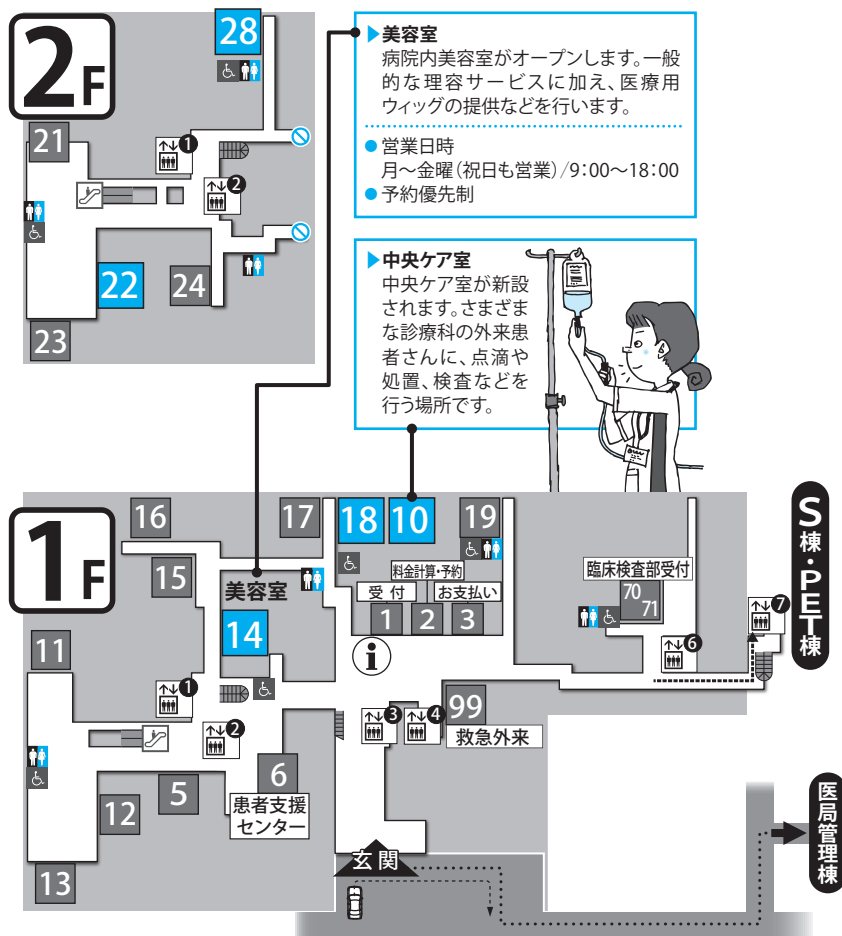 2F
28
21
❶
❷
22
24
23
▶美容室
病院内美容室がオープンします。一般
的な理容サービスに加え、医療用
ウィッグの提供などを行います。
● 営業日時
月～金曜（祝日も営業）/9：00～18：00
● 予約優先制
▶中央ケア室
中央ケア室が新設
されます。さまざま
な診療科の外来患
者さんに、点滴や
処置、検査などを
行う場所です。
1F
16
17
18
10
19
15
美容室
14
料金計算・予約
受付
お支払い
1
2
3
i
臨床検査部受付
70
71
❻
❼
S棟・PET棟
11
❶
❷
❸
❹
99
救急外来
12
5
6
患者支援
センター
13
玄関
医局管理棟